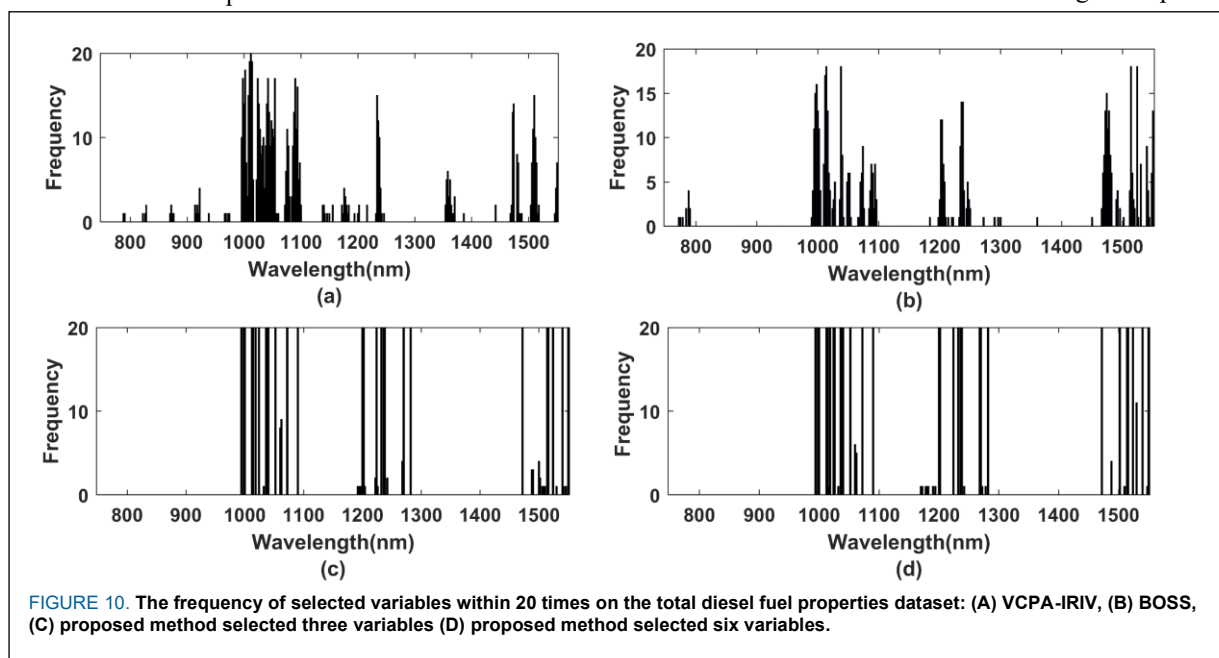 20
15
10
5
0
Frequency
800 900 1000 1100 1200 1300 1400 1500
Wavelength(nm)
(a)
20
15
10
5
0
Frequency
800 900 1000 1100 1200 1300 1400 1500
Wavelength(nm)
(b)
20
10
0
Frequency
800 900 1000 1100 1200 1300 1400 1500
Wavelength(nm)
(c)
20
10
0
Frequency
800 900 1000 1100 1200 1300 1400 1500
Wavelength(nm)
(d)
FIGURE 10. The frequency of selected variables within 20 times on the total diesel fuel properties dataset: (A) VCPA-IRIV, (B) BOSS,
(C) proposed method selected three variables (D) proposed method selected six variables.